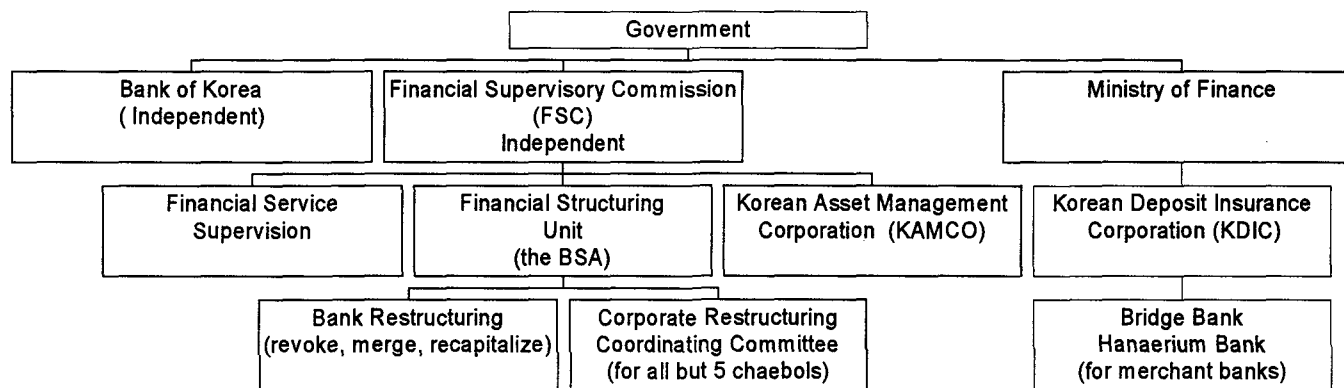 Government
Bank of Korea
( Independent)
Financial Supervisory Commission
(FSC)
Independent
Ministry of Finance
Financial Service
Supervision
Financial Structuring
Unit
(the BSA)
Korean Asset Management
Corporation (KAMCO)
Korean Deposit Insurance
Corporation (KDIC)
Bank Restructuring
(revoke, merge, recapitalize)
Corporate Restructuring
Coordinating Committee
(for all but 5 chaebols)
Bridge Bank
Hanaerium Bank
(for merchant banks)